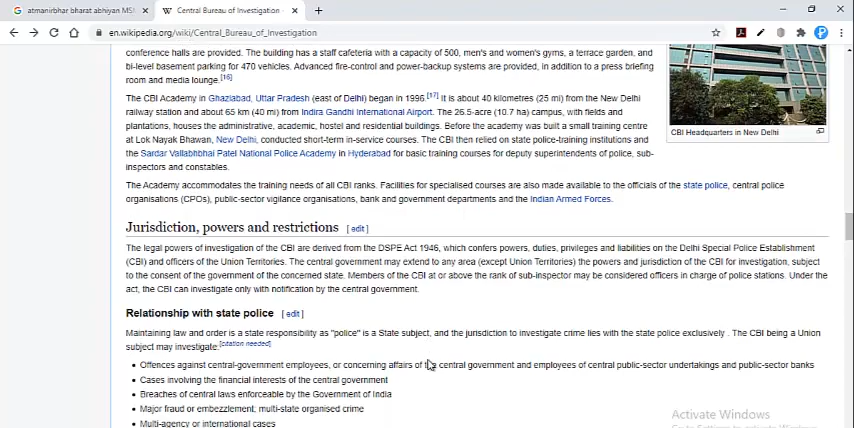 atmanirbhar bharat abhiyan MSM
Central Bureau of Investigation -
en.wikipedia.org/wiki/Central_Bureau_of_Investigation
conference halls are provided. The building has a staff cafeteria with a capacity of 500, men's and women's gyms, a terrace garden, and
bi-level basement parking for 470 vehicles. Advanced fire-control and power-backup systems are provided, in addition to a press briefing
room and media lounge.[16]
The CBI Academy in Ghaziabad, Uttar Pradesh (east of Delhi) began in 1996.[17] It is about 40 kilometres (25 mi) from the New Delhi
railway station and about 65 km (40 mi) from Indira Gandhi International Airport. The 26.5-acre (10.7 ha) campus, with fields and
plantations, houses the administrative, academic, hostel and residential buildings. Before the academy was built a small training centre
at Lok Nayak Bhawan, New Delhi, conducted short-term in-service courses. The CBI then relied on state police-training institutions and
the Sardar Vallabhbhai Patel National Police Academy in Hyderabad for basic training courses for deputy superintendents of police, sub-
inspectors and constables.
CBI Headquarters in New Delhi
The Academy accommodates the training needs of all CBI ranks. Facilities for specialised courses are also made available to the officials of the state police, central police
organisations (CPOs), public-sector vigilance organisations, bank and government departments and the Indian Armed Forces.
Jurisdiction, powers and restrictions [ edit ]
The legal powers of investigation of the CBI are derived from the DSPE Act 1946, which confers powers, duties, privileges and liabilities on the Delhi Special Police Establishment
(CBI) and officers of the Union Territories. The central government may extend to any area (except Union Territories) the powers and jurisdiction of the CBI for investigation, subject
to the consent of the government of the concerned state. Members of the CBI at or above the rank of sub-inspector may be considered officers in charge of police stations. Under the
act, the CBI can investigate only with notification by the central government.
Relationship with state police [ edit ]
Maintaining law and order is a state responsibility as "police" is a State subject, and the jurisdiction to investigate crime lies with the state police exclusively . The CBI being a Union
subject may investigate:[citation needed]
Offences against central-government employees, or concerning affairs of the central government and employees of central public-sector undertakings and public-sector banks
Cases involving the financial interests of the central government
Breaches of central laws enforceable by the Government of India
Major fraud or embezzlement; multi-state organised crime
Multi-agency or international cases
Activate Windows